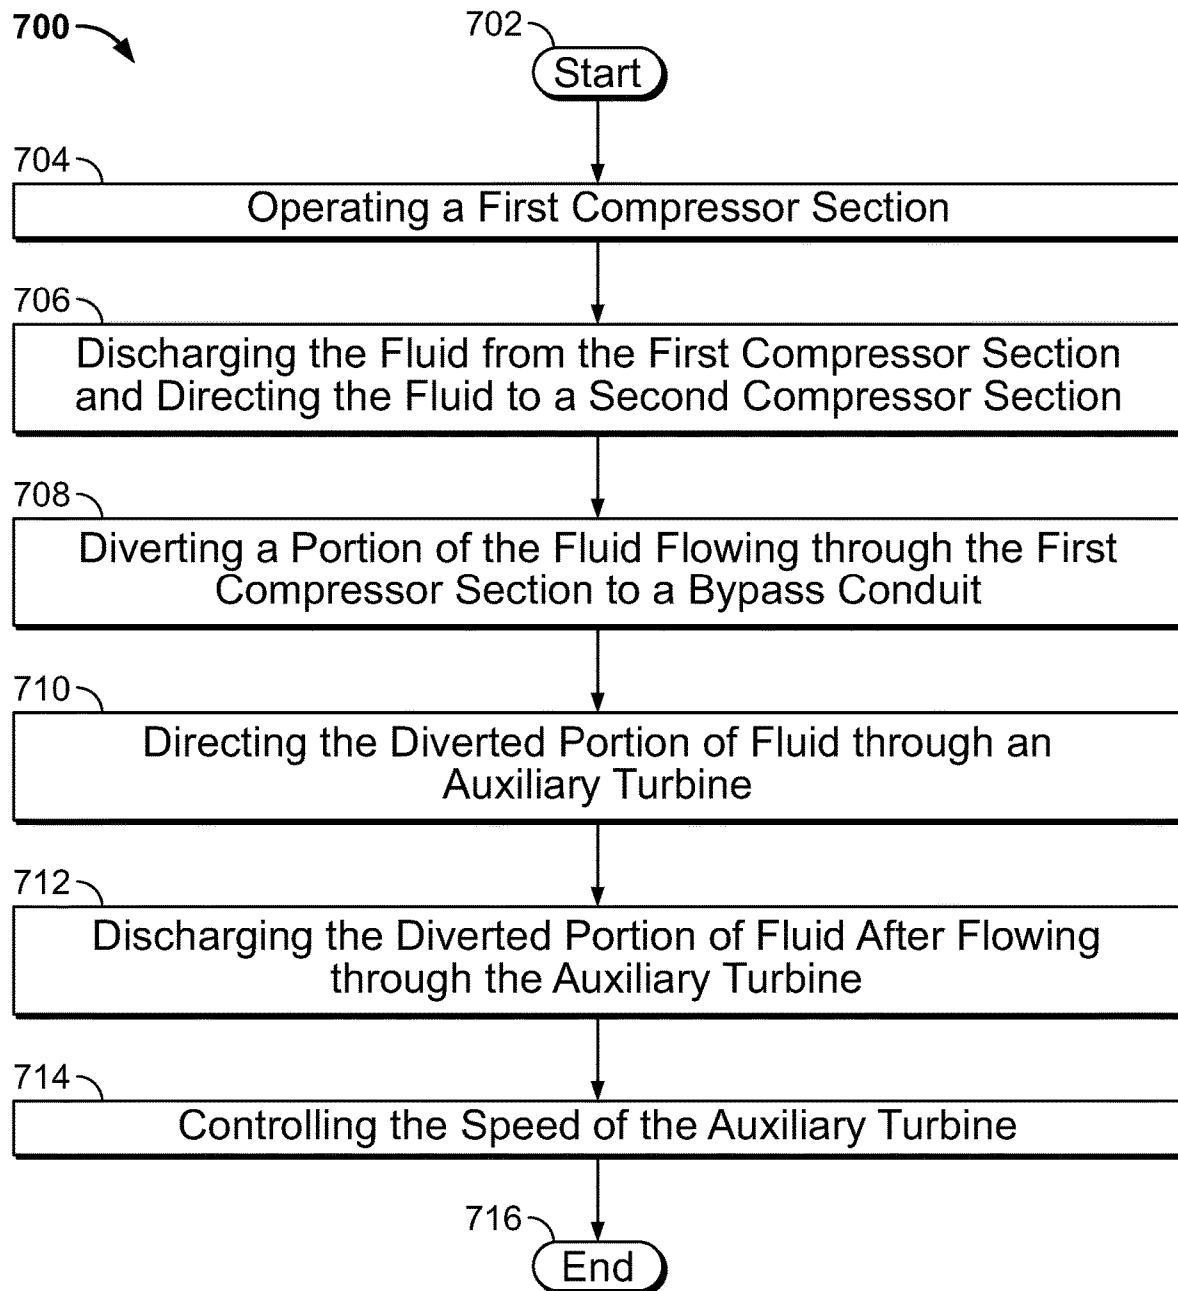 700
702
Start
704
Operating a First Compressor Section
706
Discharging the Fluid from the First Compressor Section
and Directing the Fluid to a Second Compressor Section
708
Diverting a Portion of the Fluid Flowing through the First
Compressor Section to a Bypass Conduit
710
Directing the Diverted Portion of Fluid through an
Auxiliary Turbine
712
Discharging the Diverted Portion of Fluid After Flowing
through the Auxiliary Turbine
714
Controlling the Speed of the Auxiliary Turbine
716
End